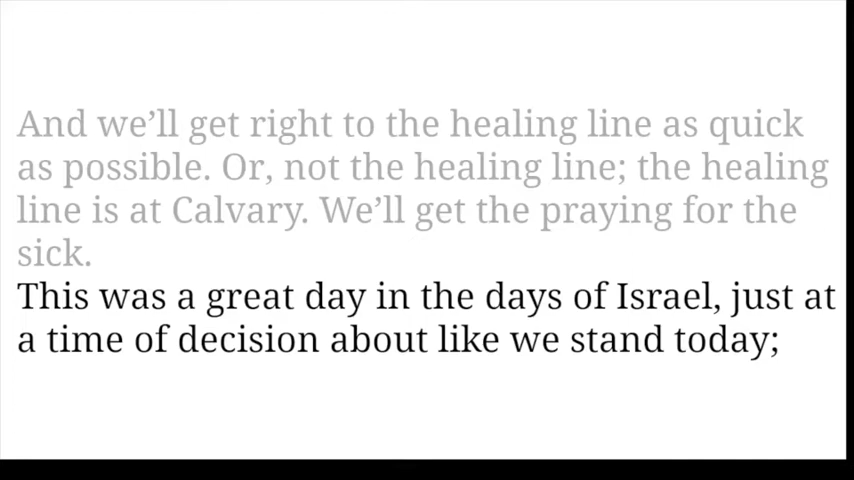 And we’ll get right to the healing line as quick
as possible. Or, not the healing line; the healing
line is at Calvary. We’ll get the praying for the
sick.
This was a great day in the days of Israel, just at
a time of decision about like we stand today;